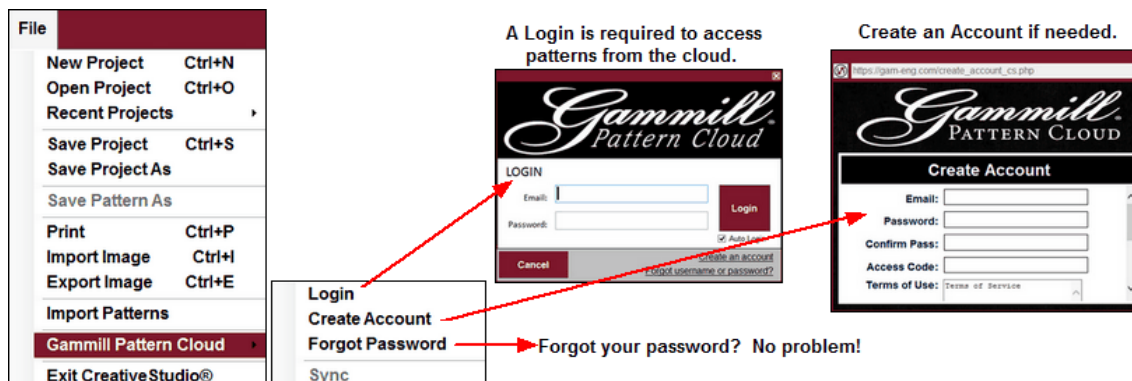 File
New Project Ctrl+N
Open Project Ctrl+O
Recent Projects
Save Project Ctrl+S
Save Project As
Save Pattern As
Print Ctrl+P
Import Image Ctrl+I
Export Image Ctrl+E
Import Patterns
Gammill Pattern Cloud
Exit CreativeStudio®
Login
Create Account
Forgot Password
Sync
A Login is required to access
patterns from the cloud.
Gammill
Pattern Cloud
LOGIN
Email:
Password:
Login
Auto Login
Cancel
Create an account
Forgot username or password?
Forgot your password? No problem!
Create an Account if needed.
https://gam-eng.com/create_account_cs.php
Gammill
PATTERN CLOUD
Create Account
Email:
Password:
Confirm Pass:
Access Code:
Terms of Use:
Terms of Service